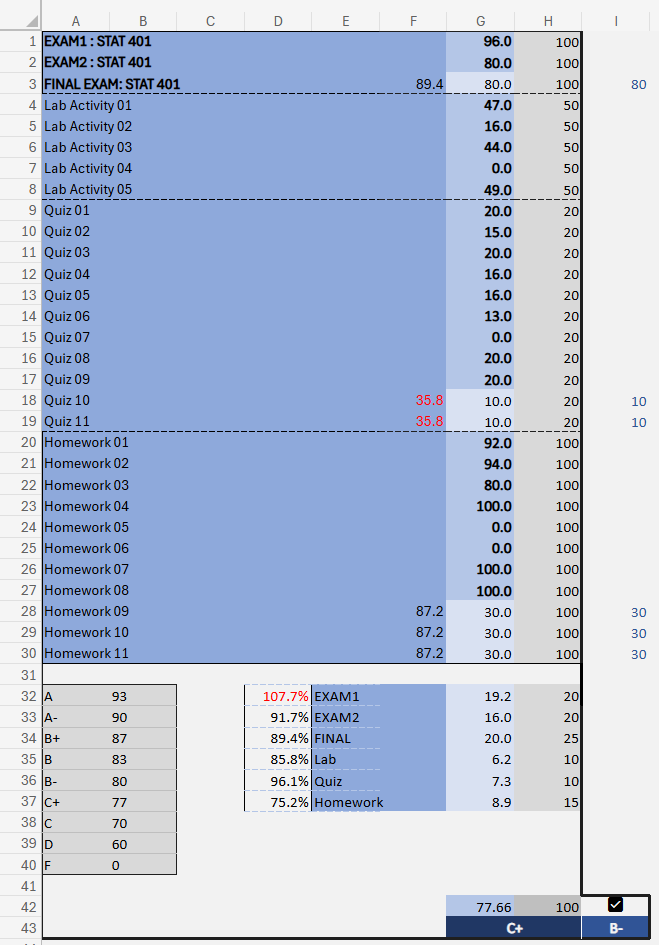 A B C D E F G H I
1 EXAM1 : STAT 401 96.0 100
2 EXAM2 : STAT 401 80.0 100
3 FINAL EXAM: STAT 401 89.4 80.0 100 80
4 Lab Activity 01 47.0 50
5 Lab Activity 02 16.0 50
6 Lab Activity 03 44.0 50
7 Lab Activity 04 0.0 50
8 Lab Activity 05 49.0 50
9 Quiz 01 20.0 20
10 Quiz 02 15.0 20
11 Quiz 03 20.0 20
12 Quiz 04 16.0 20
13 Quiz 05 16.0 20
14 Quiz 06 13.0 20
15 Quiz 07 0.0 20
16 Quiz 08 20.0 20
17 Quiz 09 20.0 20
18 Quiz 10 35.8 10.0 20 10
19 Quiz 11 35.8 10.0 20 10
20 Homework 01 92.0 100
21 Homework 02 94.0 100
22 Homework 03 80.0 100
23 Homework 04 100.0 100
24 Homework 05 0.0 100
25 Homework 06 0.0 100
26 Homework 07 100.0 100
27 Homework 08 100.0 100
28 Homework 09 87.2 30.0 100 30
29 Homework 10 87.2 30.0 100 30
30 Homework 11 87.2 30.0 100 30
31
32 A 93 107.7% EXAM1 19.2 20
33 A- 90 91.7% EXAM2 16.0 20
34 B+ 87 89.4% FINAL 20.0 25
35 B 83 85.8% Lab 6.2 10
36 B- 80 96.1% Quiz 7.3 10
37 C+ 77 75.2% Homework 8.9 15
38 C 70
39 D 60
40 F 0
41
42 77.66 100
43 C+ B-